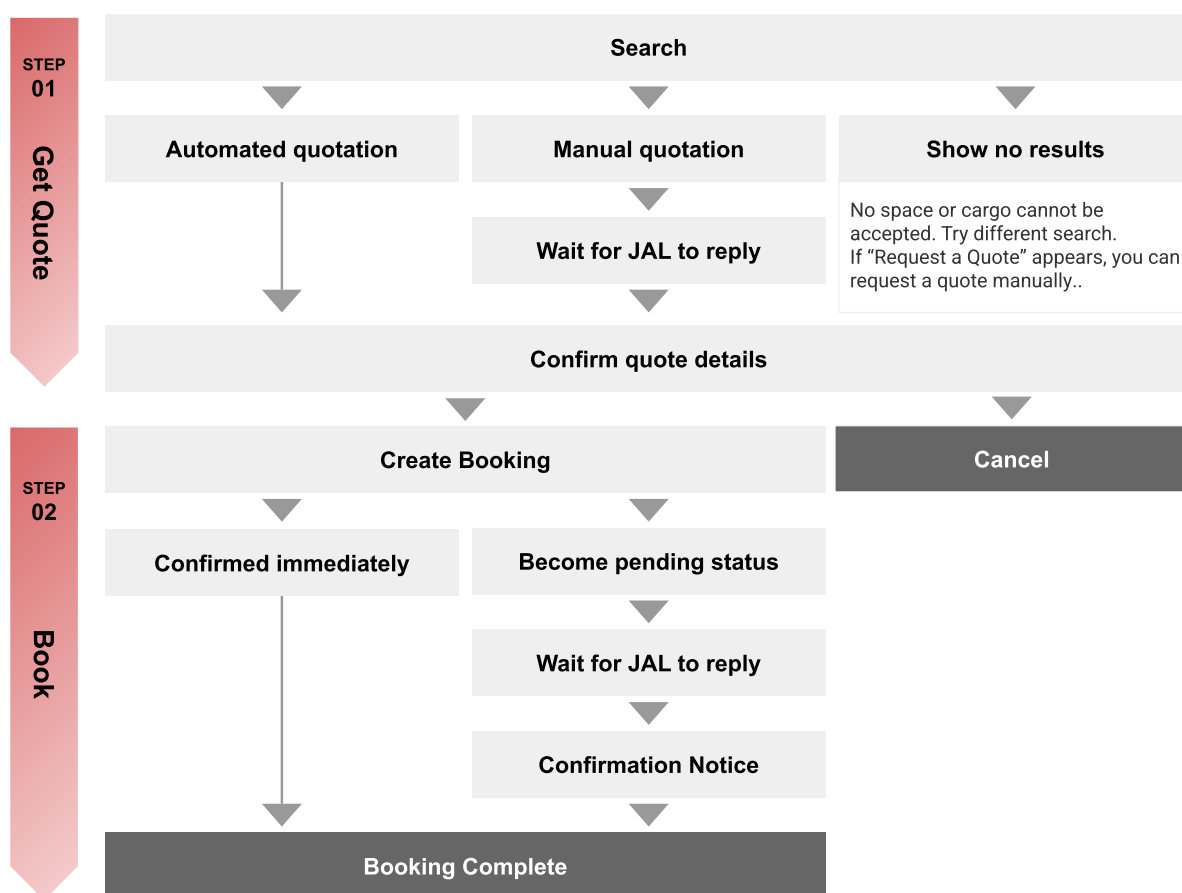 STEP
01
Get Quote
Search
Automated quotation
Manual quotation
Show no results
Wait for JAL to reply
No space or cargo cannot be
accepted. Try different search.
If “Request a Quote” appears, you can
request a quote manually..
Confirm quote details
STEP
02
Book
Create Booking
Cancel
Confirmed immediately
Become pending status
Wait for JAL to reply
Confirmation Notice
Booking Complete